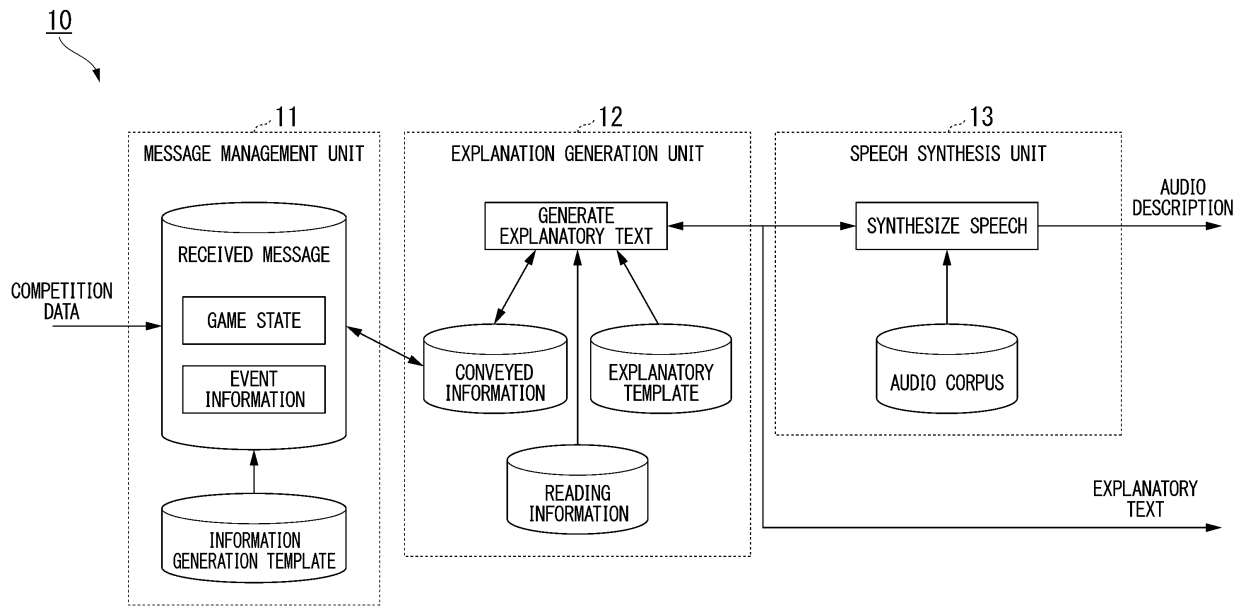 10
11
12
13
MESSAGE MANAGEMENT UNIT
EXPLANATION GENERATION UNIT
SPEECH SYNTHESIS UNIT
COMPETITION
DATA
RECEIVED MESSAGE
GAME STATE
EVENT
INFORMATION
INFORMATION
GENERATION TEMPLATE
GENERATE
EXPLANATORY TEXT
CONVEYED
INFORMATION
EXPLANATORY
TEMPLATE
READING
INFORMATION
SYNTHESIZE SPEECH
AUDIO CORPUS
AUDIO
DESCRIPTION
EXPLANATORY
TEXT